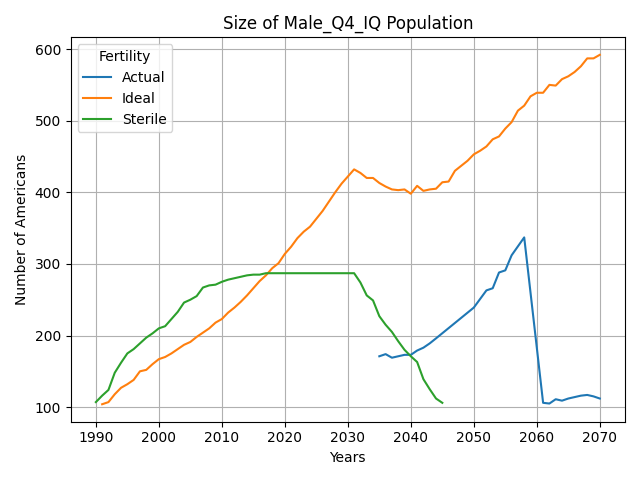 Size of Male_Q4_IQ Population
600
500
400
300
200
100
Number of Americans
Fertility
Actual
Ideal
Sterile
1990 2000 2010 2020 2030 2040 2050 2060 2070
Years